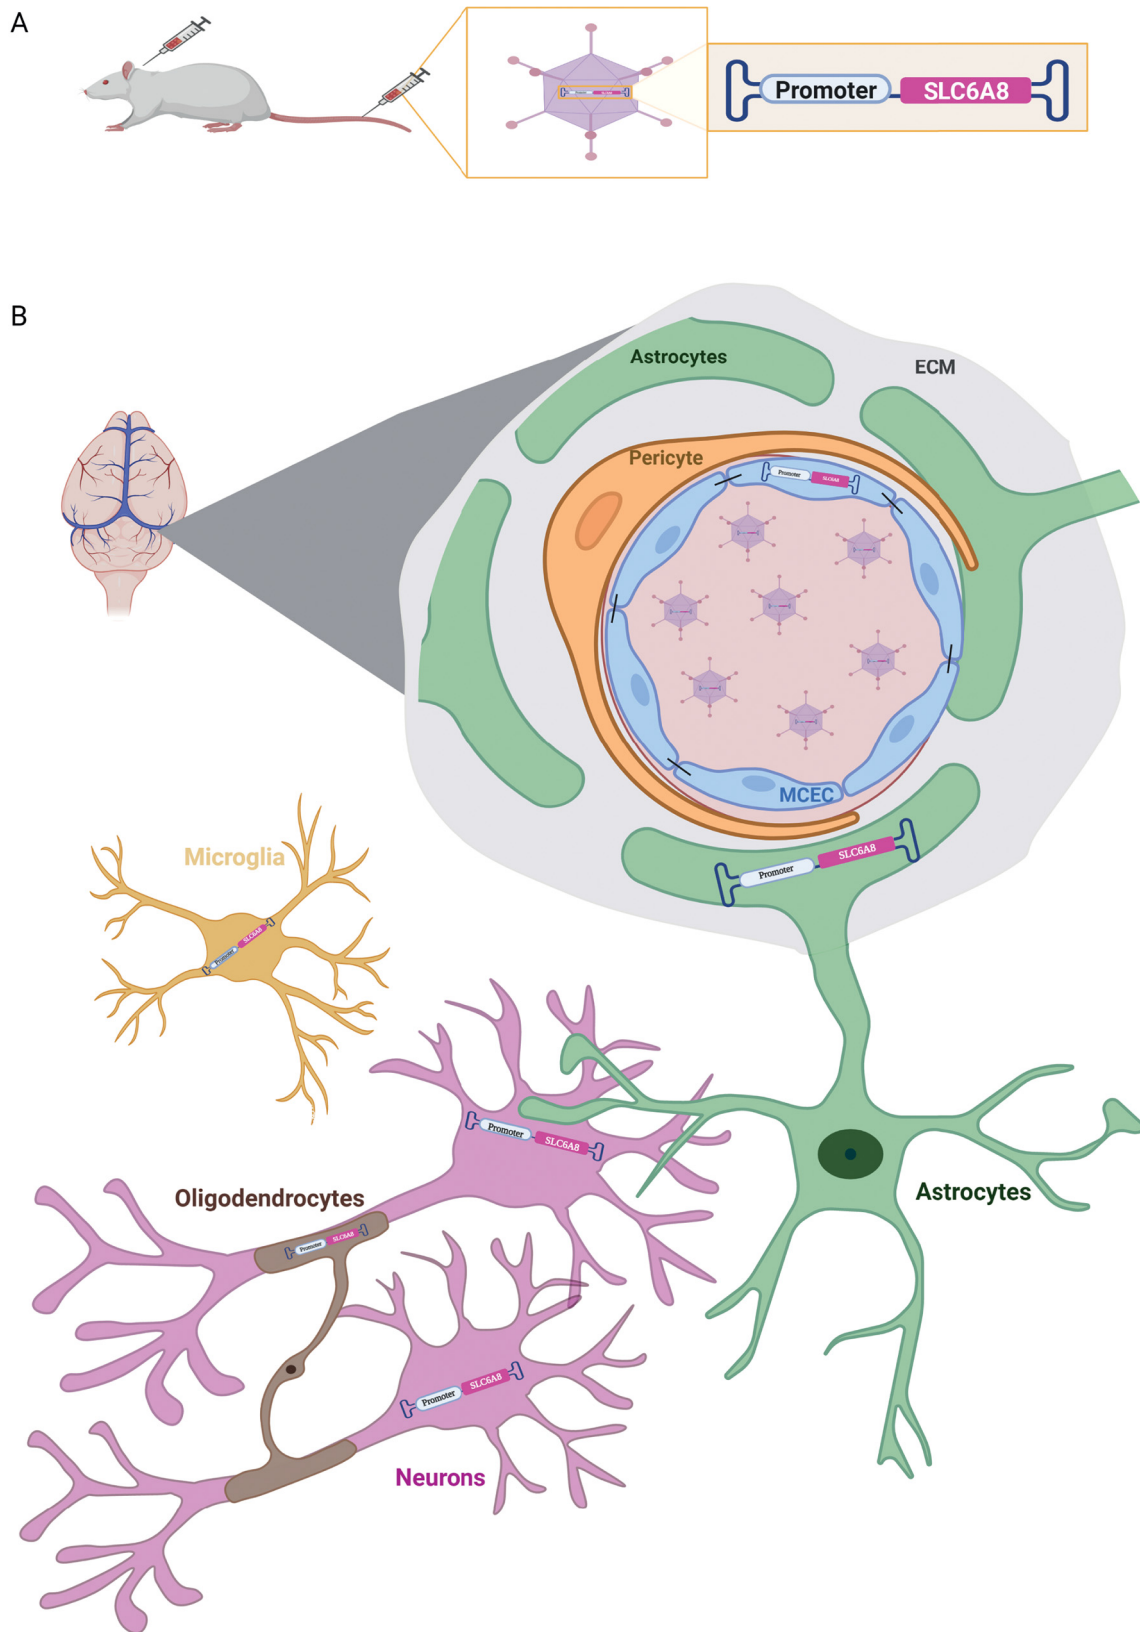 A
Promoter
SLC6A8
B
Astrocytes
ECM
Pericyte
Promoter
SLC6A8
MCEC
Promoter
SLC6A8
Microglia
Promoter
SLC6A8
Promoter
SLC6A8
Oligodendrocytes
Astrocytes
Promoter
SLC6A8
Promoter
SLC6A8
Neurons